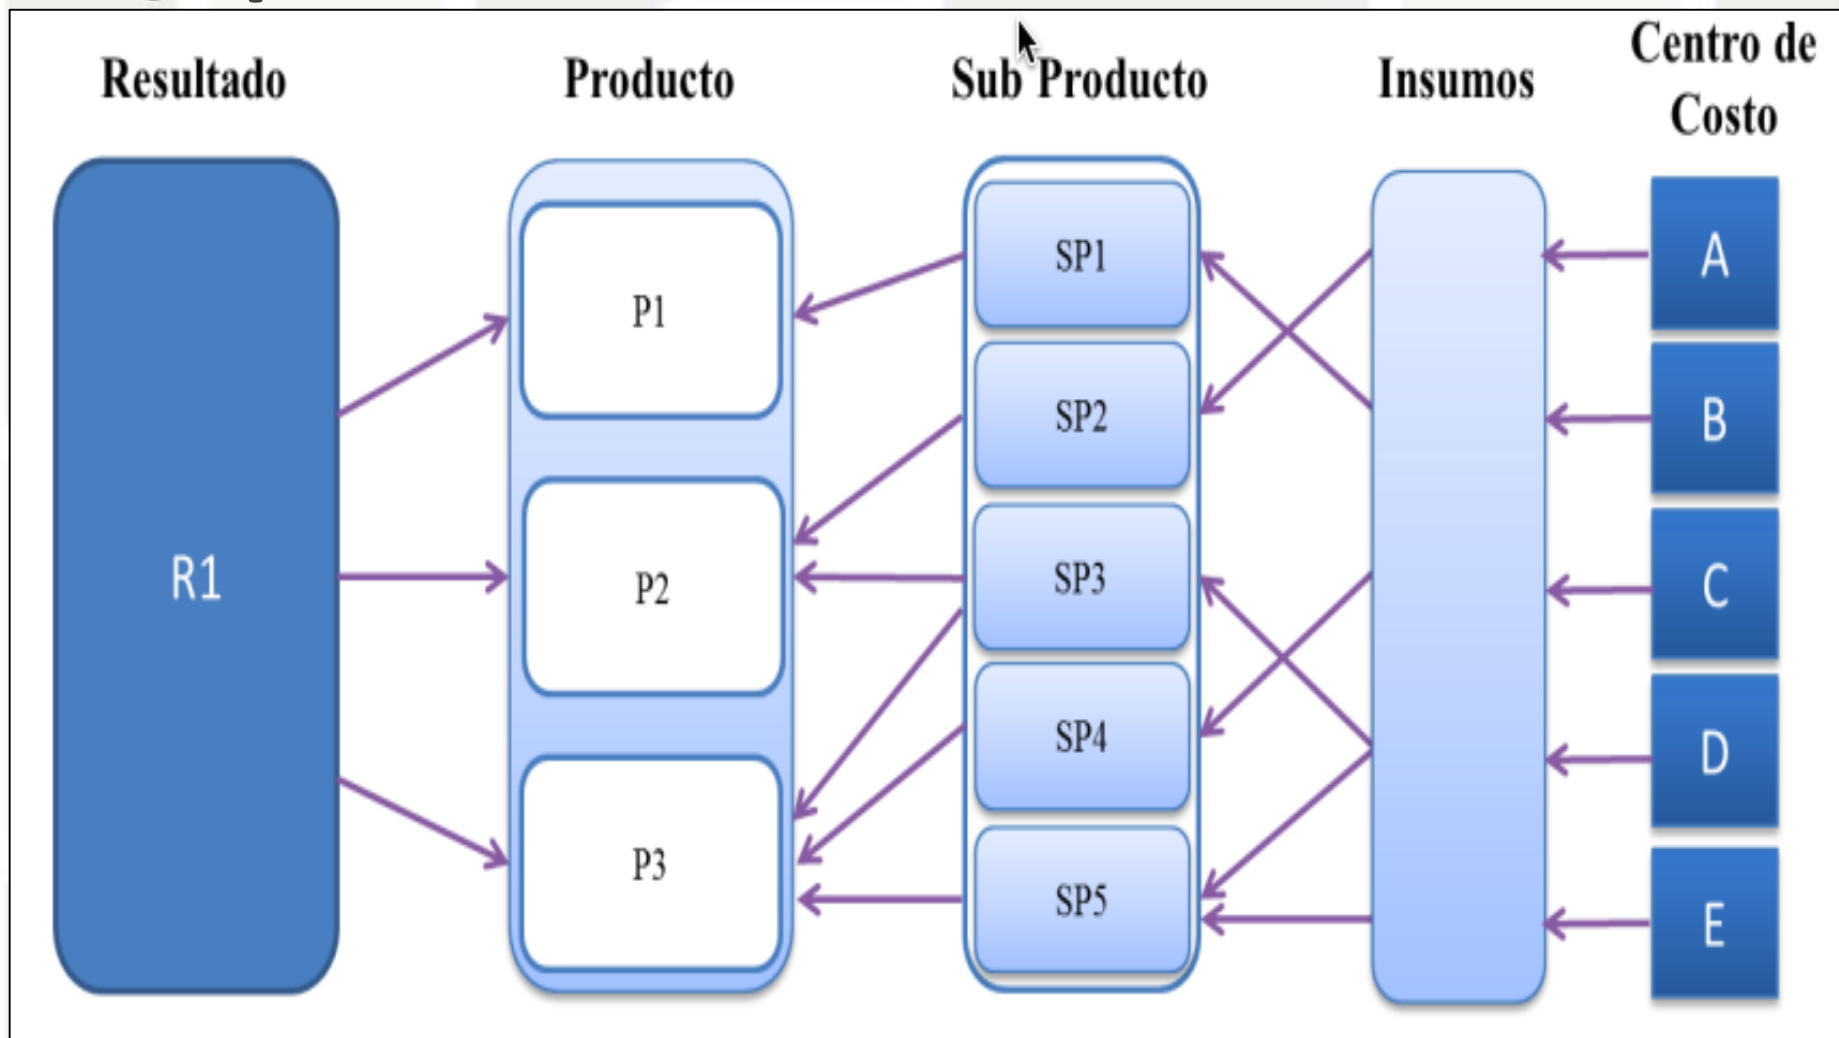 Resultado
Producto
Sub Producto
Insumos
Centro de
Costo
R1
P1
P2
P3
SP1
SP2
SP3
SP4
SP5
A
B
C
D
E